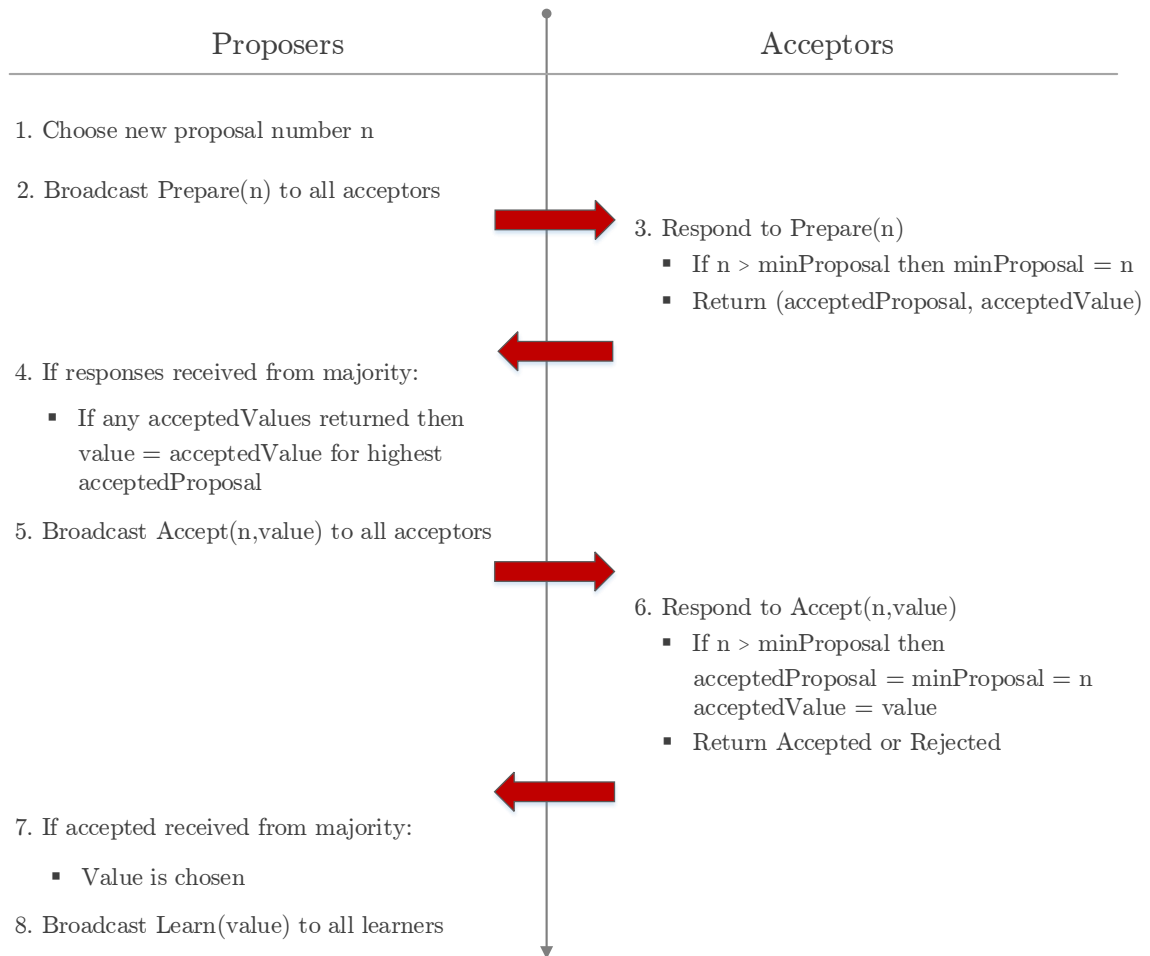 Proposers
Acceptors
1. Choose new proposal number n
2. Broadcast Prepare(n) to all acceptors
3. Respond to Prepare(n)
▪ If n > minProposal then minProposal = n
▪ Return (acceptedProposal, acceptedValue)
4. If responses received from majority:
▪ If any acceptedValues returned then
value = acceptedValue for highest
acceptedProposal
5. Broadcast Accept(n,value) to all acceptors
6. Respond to Accept(n,value)
▪ If n > minProposal then
acceptedProposal = minProposal = n
acceptedValue = value
▪ Return Accepted or Rejected
7. If accepted received from majority:
▪ Value is chosen
8. Broadcast Learn(value) to all learners